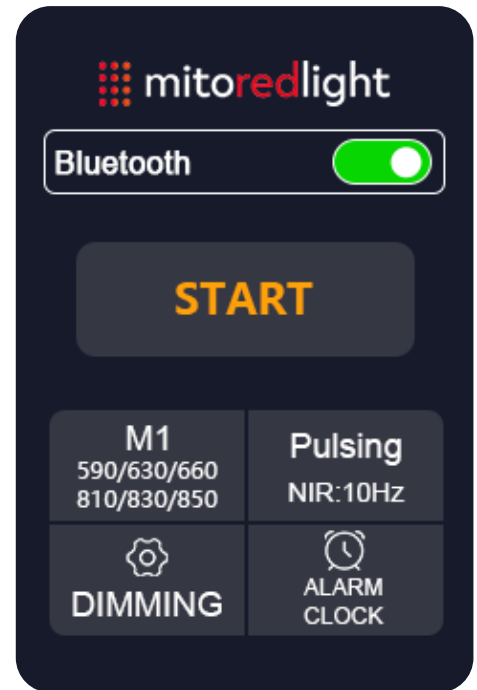 mitoredlight
Bluetooth
START
M1
590/630/660
810/830/850
Pulsing
NIR:10Hz
DIMMING
ALARM
CLOCK